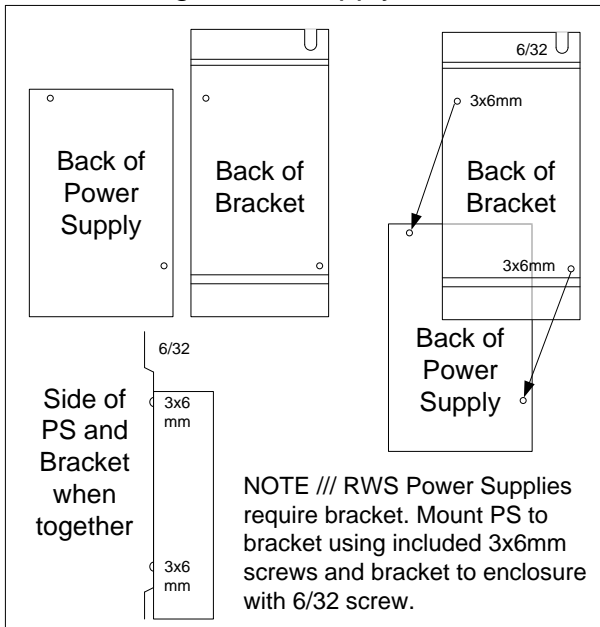 Back of
Power
Supply
Back of
Bracket
6/32
3x6mm
Back of
Bracket
3x6mm
Back of
Power
Supply
6/32
Side of
PS and
Bracket
when
together
3x6
mm
3x6
mm
NOTE /// RWS Power Supplies
require bracket. Mount PS to
bracket using included 3x6mm
screws and bracket to enclosure
with 6/32 screw.